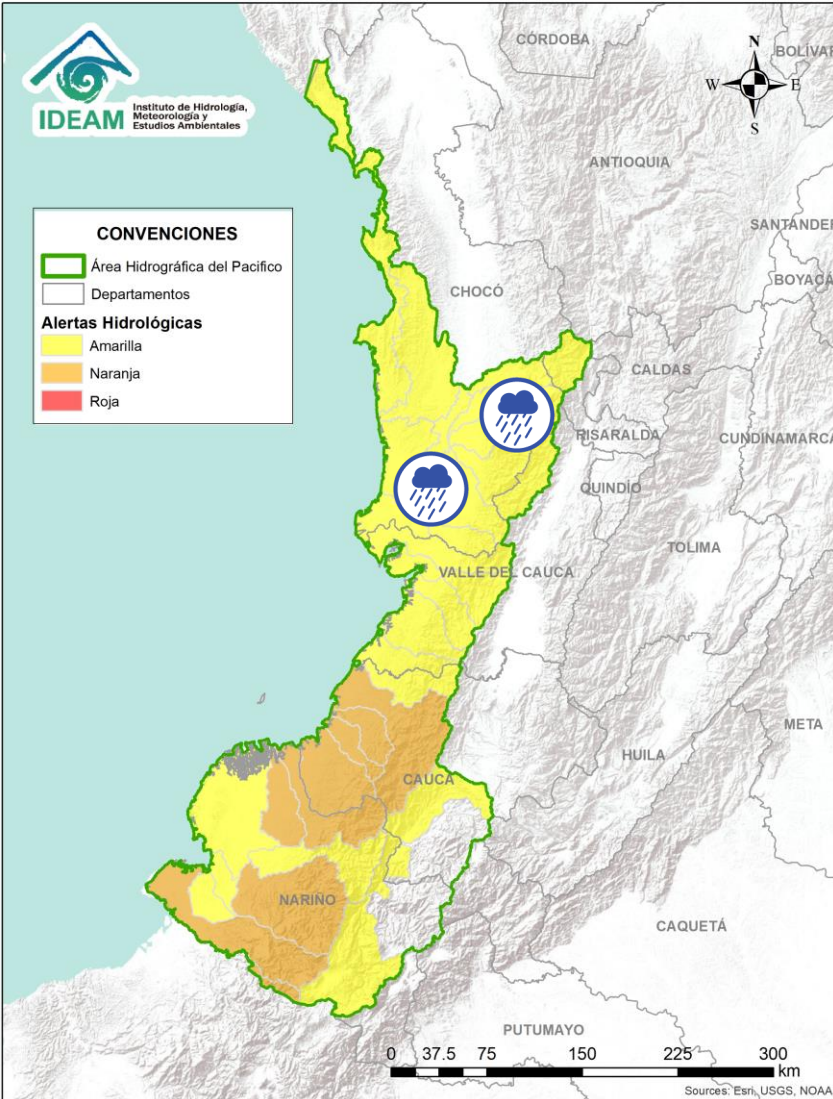 IDEAM
Instituto de Hidrología,
Meteorología y
Estudios Ambientales
CÓRDOBA
BOLÍVAR
N
W
E
S
ANTIOQUIA
SANTANDER
BOYACÁ
CONVENCIONES
Área Hidrográfica del Pacifico
Departamentos
Alertas Hidrológicas
Amarilla
Naranja
Roja
CHOCÓ
CALDAS
RISARALDA
CUNDINAMARCA
QUINDÍO
TOLIMA
VALLE DEL CAUCA
META
HUILA
CAUCA
NARIÑO
CAQUETÁ
PUTUMAYO
0 37.5 75 150 225 300
km
Sources: Esri, USGS, NOAA